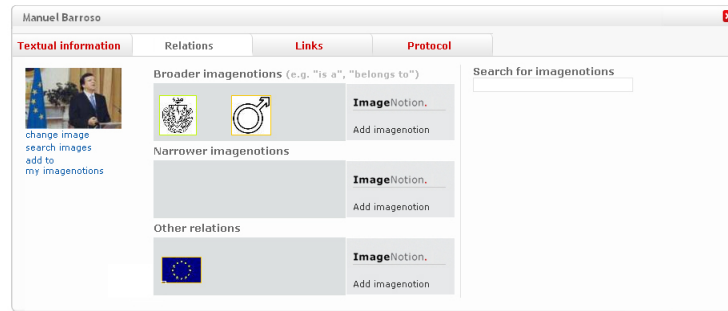 Manuel Barroso
Textual information
Relations
Links
Protocol
change image
search images
add to
my imagenotions
Broader imagenotions (e.g. "is a", "belongs to")
ImageNotion.
Add imagenotion
Narrower imagenotions
ImageNotion.
Add imagenotion
Other relations
ImageNotion.
Add imagenotion
Search for imagenotions